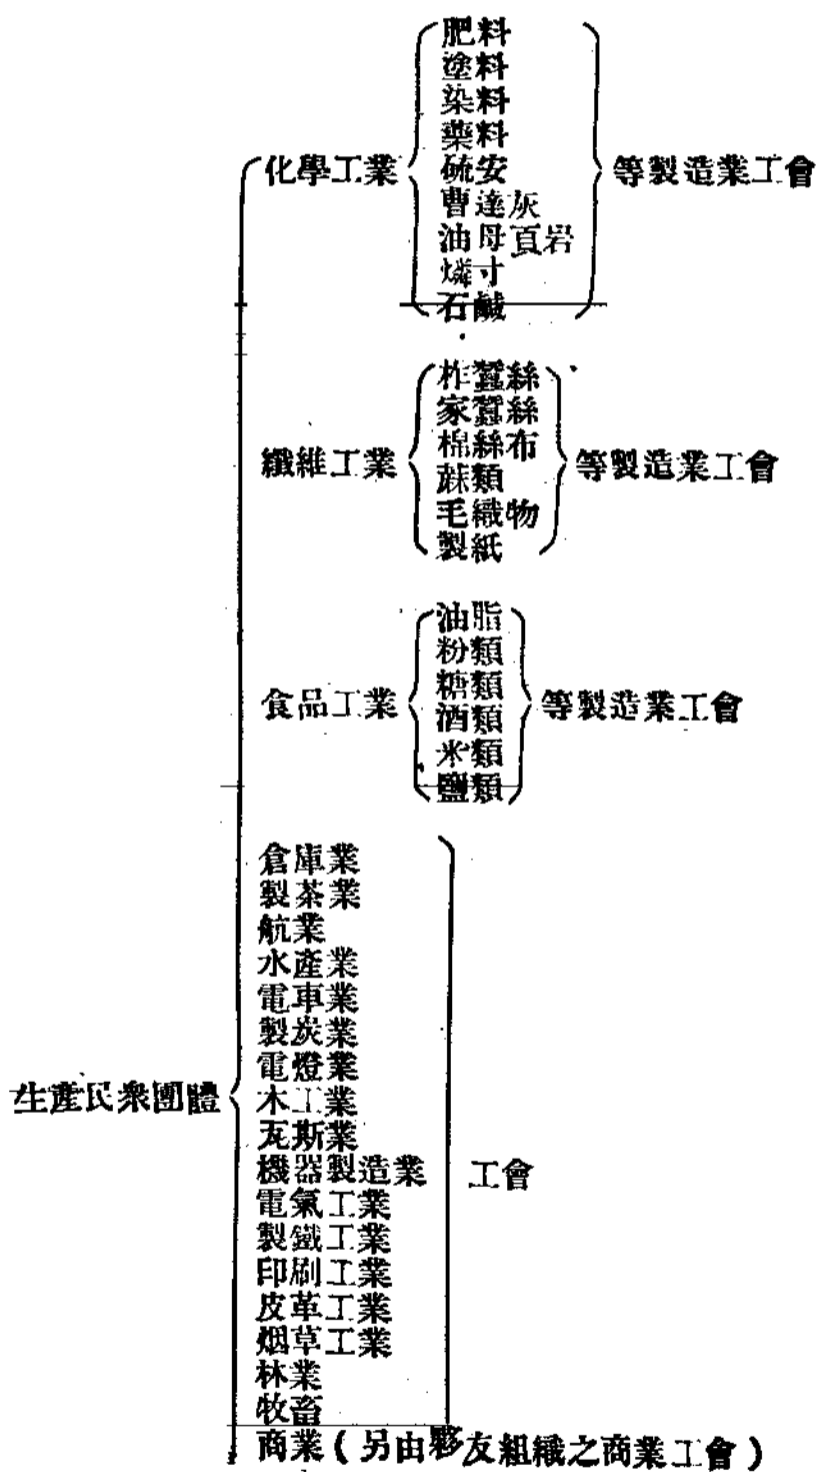 肥料
塗料
染料
藥料
化學工業
硫安
等製造業工會
曹達灰
油母頁岩
燐寸
石鹹
柞蠶絲
家蠶絲
棉絲布
纖維工業
蔴類
等製造業工會
毛織物
製紙
油脂
粉類
糖類
食品工業
酒類
等製造業工會
米類
鹽類
倉庫業
製茶業
航業
水產業
電車業
製炭業
電燈業
生產民衆團體
木工業
瓦斯業
機器製造業
工會
電氣工業
製鐵工業
印刷工業
皮革工業
烟草工業
林業
牧畜
商業(另由夥友組織之商業工會)